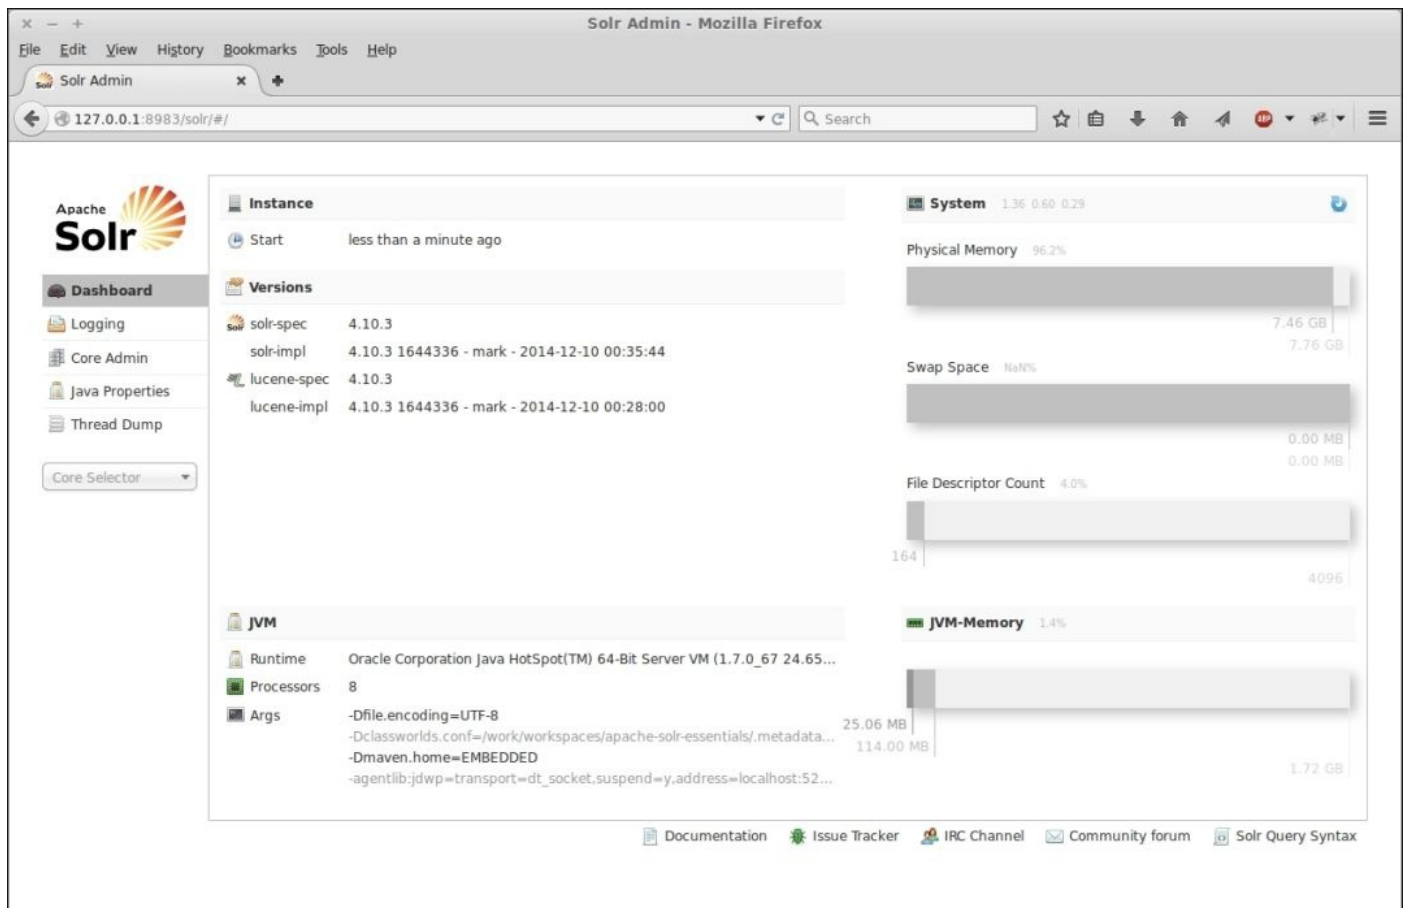 Solr Admin - Mozilla Firefox
File Edit View History Bookmarks Tools Help
Solr Solr Admin
127.0.0.1:8983/solr/#/
Search
ABP
Apache
Solr
Dashboard
Logging
Core Admin
Java Properties
Thread Dump
Core Selector
Instance
Start less than a minute ago
Versions
Solr solr-spec 4.10.3
solr-impl 4.10.3 1644336 - mark - 2014-12-10 00:35:44
lucene-spec 4.10.3
lucene-impl 4.10.3 1644336 - mark - 2014-12-10 00:28:00
System 1.36 0.60 0.29
Physical Memory 96.2%
7.46 GB
7.76 GB
Swap Space NaN%
0.00 MB
0.00 MB
File Descriptor Count 4.0%
164
4096
JVM
Runtime Oracle Corporation Java HotSpot(TM) 64-Bit Server VM (1.7.0_67 24.65...
Processors 8
Args -Dfile.encoding=UTF-8
-Dclassworlds.conf=/work/workspaces/apache-solr-essentials/.metadata...
-Dmaven.home=EMBEDDED
-agentlib:jdwp=transport=dt_socket,suspend=y,address=localhost:52...
JVM-Memory 1.4%
25.06 MB
114.00 MB
1.72 GB
Documentation Issue Tracker IRC Channel Community forum Solr Query Syntax